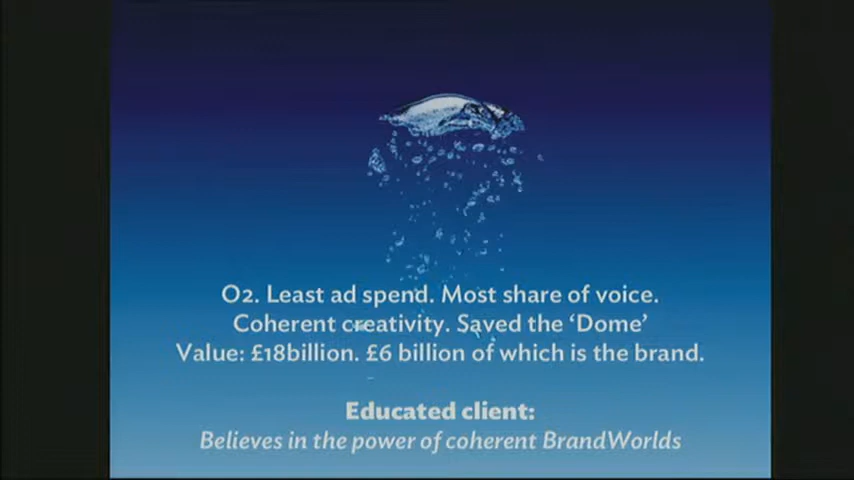 O2. Least ad spend. Most share of voice.
Coherent creativity. Saved the ‘Dome’
Value: £18billion. £6 billion of which is the brand.
Educated client:
Believes in the power of coherent BrandWorlds